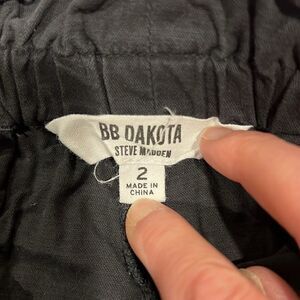 BB DAKOTA
STEVE MADDEN
2
MADE IN
CHINA